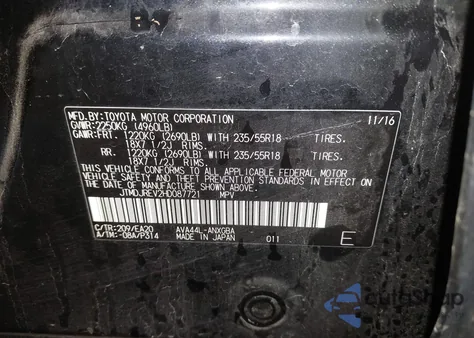 MFD. BY: TOYOTA MOTOR CORPORATION 11/16
GVWR: 2250KG (4960LB)
GAWR: FRT. 1220KG (2690LB) WITH 235/55R18 TIRES.
18X7 1/2J RIMS.
RR. 1220KG (2690LB) WITH 235/55R18 TIRES.
18X7 1/2J RIMS.
THIS VEHICLE CONFORMS TO ALL APPLICABLE FEDERAL MOTOR
VEHICLE SAFETY AND THEFT PREVENTION STANDARDS IN EFFECT
ON THE DATE OF MANUFACTURE SHOWN ABOVE.
JTMDJREV2HD087721 MPV
C/TR: 209/EA20 AVA44L-ANXGBA
A/TM: -08A/P314 MADE IN JAPAN 011 E
autosnap